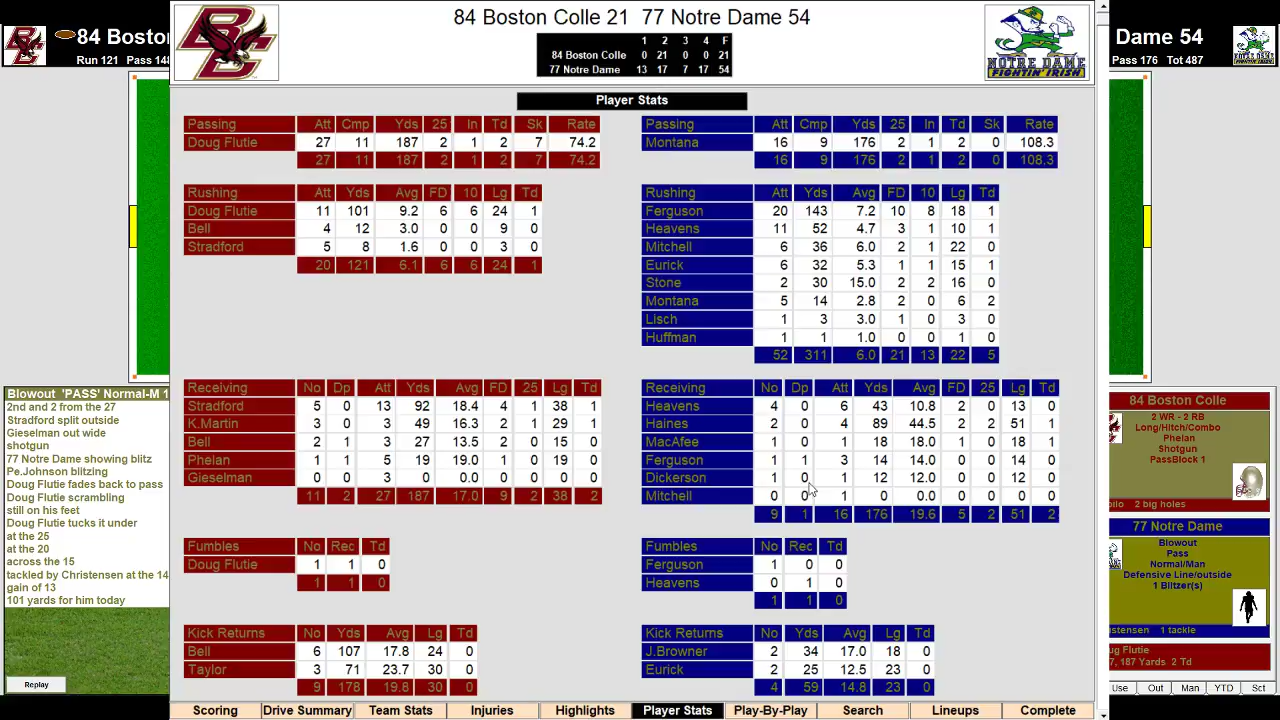 84 Boston Colle 21 77 Notre Dame 54
1 2 3 4 F
84 Boston Colle 0 21 0 0 21
77 Notre Dame 13 17 7 17 54
84 Bosto
Run 121 Pass 148
Dame 54
Pass 176 Tot 487
NOTRE DAME
FIGHTIN' IRISH
Player Stats
Passing Att Cmp Yds 25 In Td Sk Rate
Doug Flutie 27 11 187 2 1 2 7 74.2
27 11 187 2 1 2 7 74.2
Rushing Att Yds Avg FD 10 Lg Td
Doug Flutie 11 101 9.2 6 6 24 1
Bell 4 12 3.0 0 0 9 0
Stradford 5 8 1.6 0 0 3 0
20 121 6.1 6 6 24 1
Receiving No Dp Att Yds Avg FD 25 Lg Td
Stradford 5 0 13 92 18.4 4 1 38 1
K.Martin 3 0 3 49 16.3 2 1 29 1
Bell 2 1 3 27 13.5 2 0 15 0
Phelan 1 1 5 19 19.0 1 0 19 0
Gieselman 0 0 3 0 0.0 0 0 0 0
11 2 27 187 17.0 9 2 38 2
Fumbles No Rec Td
Doug Flutie 1 1 0
1 1 0
Kick Returns No Yds Avg Lg Td
Bell 6 107 17.8 24 0
Taylor 3 71 23.7 30 0
9 178 19.8 30 0
Passing Att Cmp Yds 25 In Td Sk Rate
Montana 16 9 176 2 1 2 0 108.3
16 9 176 2 1 2 0 108.3
Rushing Att Yds Avg FD 10 Lg Td
Ferguson 20 143 7.2 10 8 18 1
Heavens 11 52 4.7 3 1 10 1
Mitchell 6 36 6.0 2 1 22 0
Eurick 6 32 5.3 1 1 15 1
Stone 2 30 15.0 2 2 16 0
Montana 5 14 2.8 2 0 6 2
Lisch 1 3 3.0 1 0 3 0
Huffman 1 1 1.0 0 0 1 0
52 311 6.0 21 13 22 5
Receiving No Dp Att Yds Avg FD 25 Lg Td
Heavens 4 0 6 43 10.8 2 0 13 0
Haines 2 0 4 89 44.5 2 2 51 1
MacAfee 1 0 1 18 18.0 1 0 18 1
Ferguson 1 1 3 14 14.0 0 0 14 0
Dickerson 1 0 1 12 12.0 0 0 12 0
Mitchell 0 0 1 0 0.0 0 0 0 0
9 1 16 176 19.6 5 2 51 2
Fumbles No Rec Td
Ferguson 1 0 0
Heavens 0 1 0
1 1 0
Kick Returns No Yds Avg Lg Td
J.Browner 2 34 17.0 18 0
Eurick 2 25 12.5 23 0
4 59 14.8 23 0
Blowout 'PASS' Normal-M 1
2nd and 2 from the 27
Stradford split outside
Gieselman out wide
shotgun
77 Notre Dame showing blitz
Pe.Johnson blitzing
Doug Flutie fades back to pass
Doug Flutie scrambling
still on his feet
Doug Flutie tucks it under
at the 25
at the 20
across the 15
tackled by Christensen at the 14
gain of 13
101 yards for him today
Replay
84 Boston Colle
2 WR - 2 RB
Long/Hitch/Combo
Phelan
Shotgun
PassBlock 1
pilo 2 big holes
77 Notre Dame
Blowout
Pass
Normal/Man
Defensive Line/outside
1 Blitzer(s)
istensen 1 tackle
ug Flutie
7, 187 Yards 2 Td
Use Out Man YTD Sct
Scoring Drive Summary Team Stats Injuries Highlights Player Stats Play-By-Play Search Lineups Complete